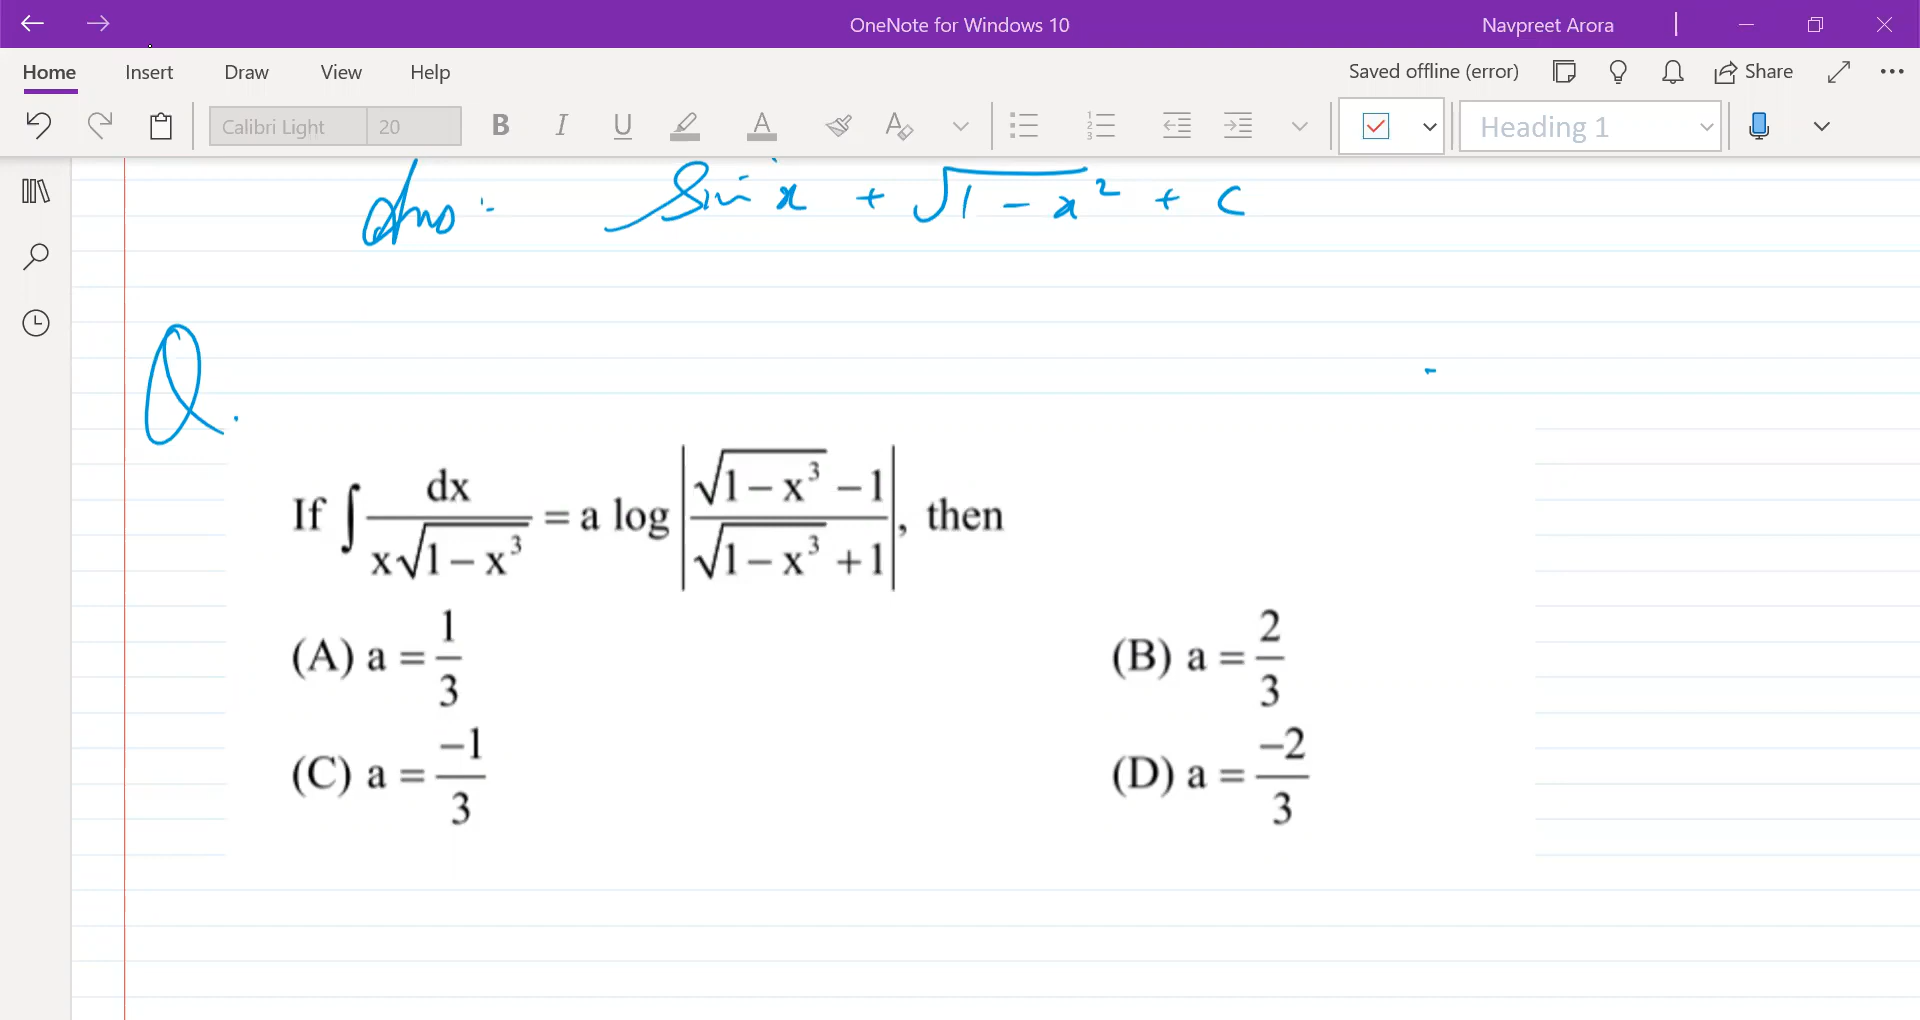 OneNote for Windows 10
Navpreet Arora
Home Insert Draw View Help
Saved offline (error) Share
Calibri Light 20 B I U A A Heading 1
Ans: sin x + √1 - x² + c
Q.
If ∫ dx / x√(1 − x³) = a log |(√(1 − x³) − 1) / (√(1 − x³) + 1)|, then
(A) a = 1/3 (B) a = 2/3
(C) a = −1/3 (D) a = −2/3